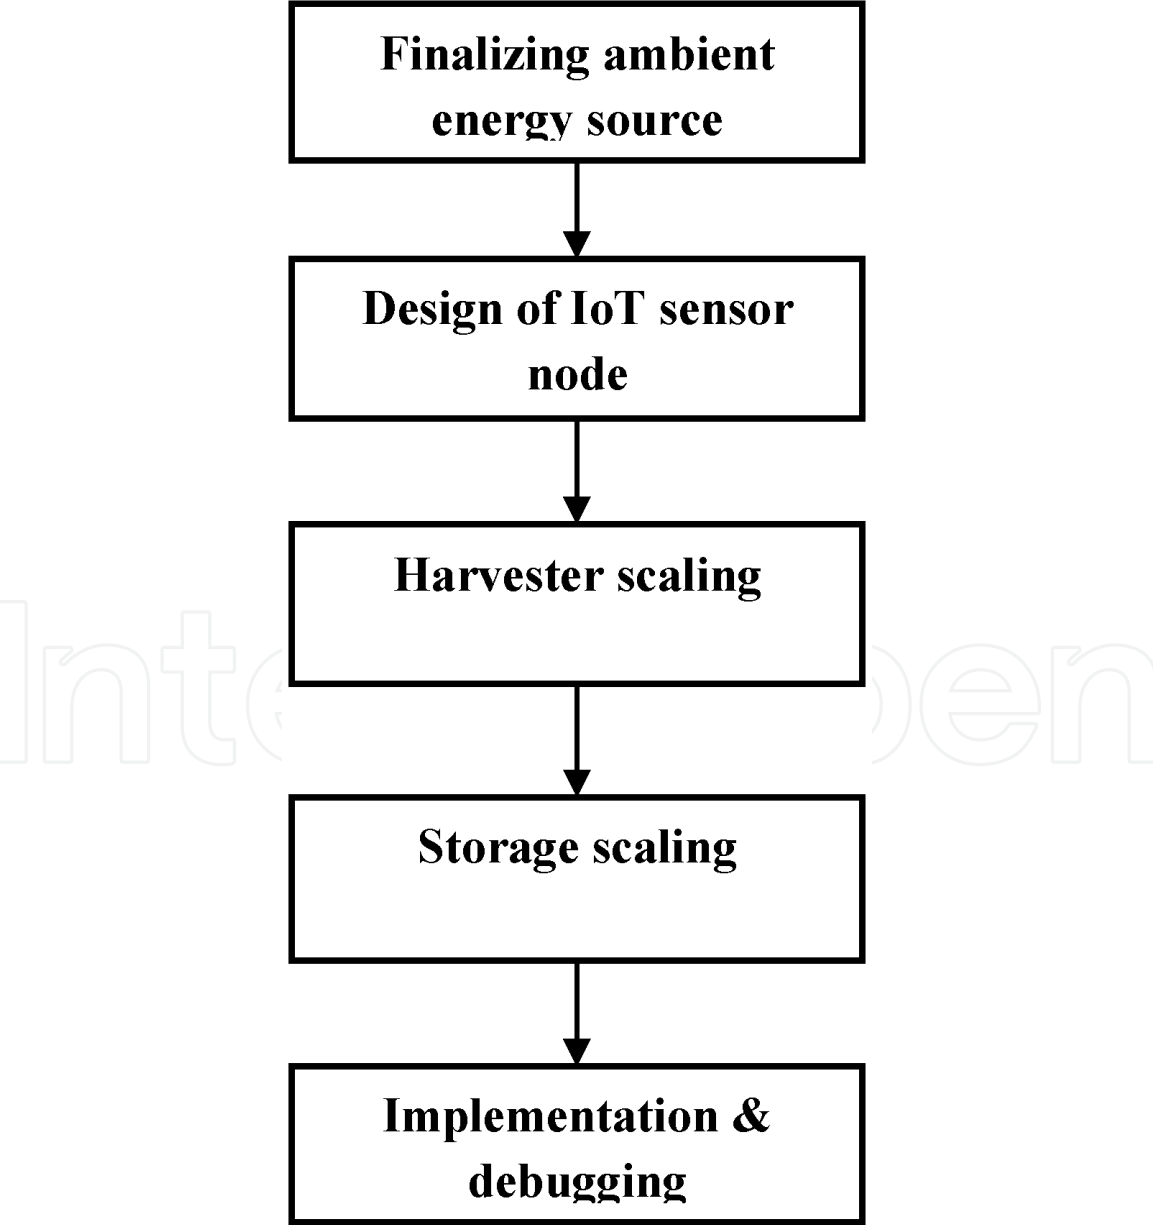 Finalizing ambient
energy source
Design of IoT sensor
node
Harvester scaling
Storage scaling
Implementation &
debugging